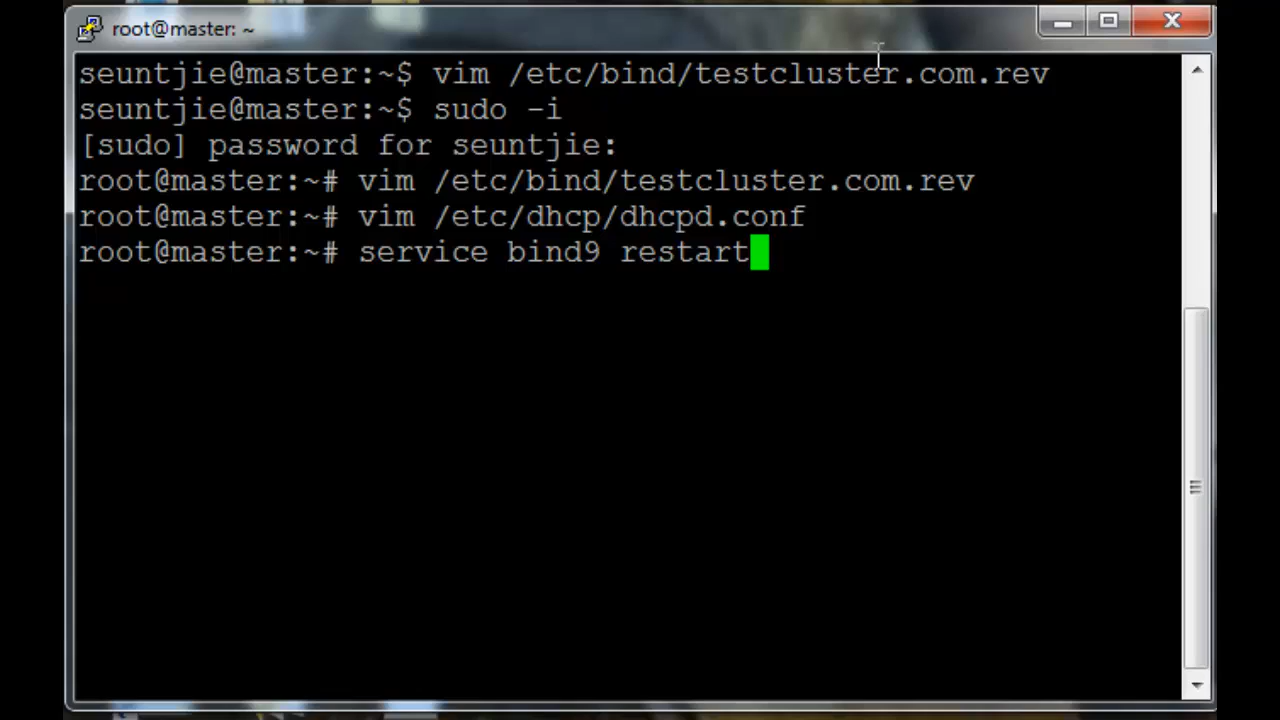 root@master: ~
seuntjie@master:~$ vim /etc/bind/testcluster.com.rev
seuntjie@master:~$ sudo -i
[sudo] password for seuntjie:
root@master:~# vim /etc/bind/testcluster.com.rev
root@master:~# vim /etc/dhcp/dhcpd.conf
root@master:~# service bind9 restart